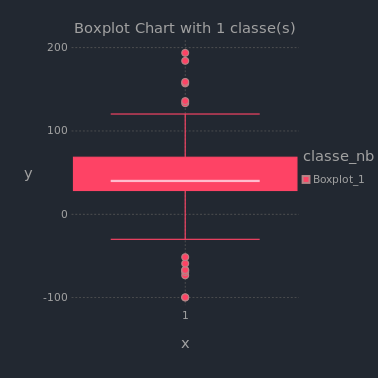 Boxplot Chart with 1 classe(s)
200
100
0
-100
y
1
x
classe_nb
Boxplot_1